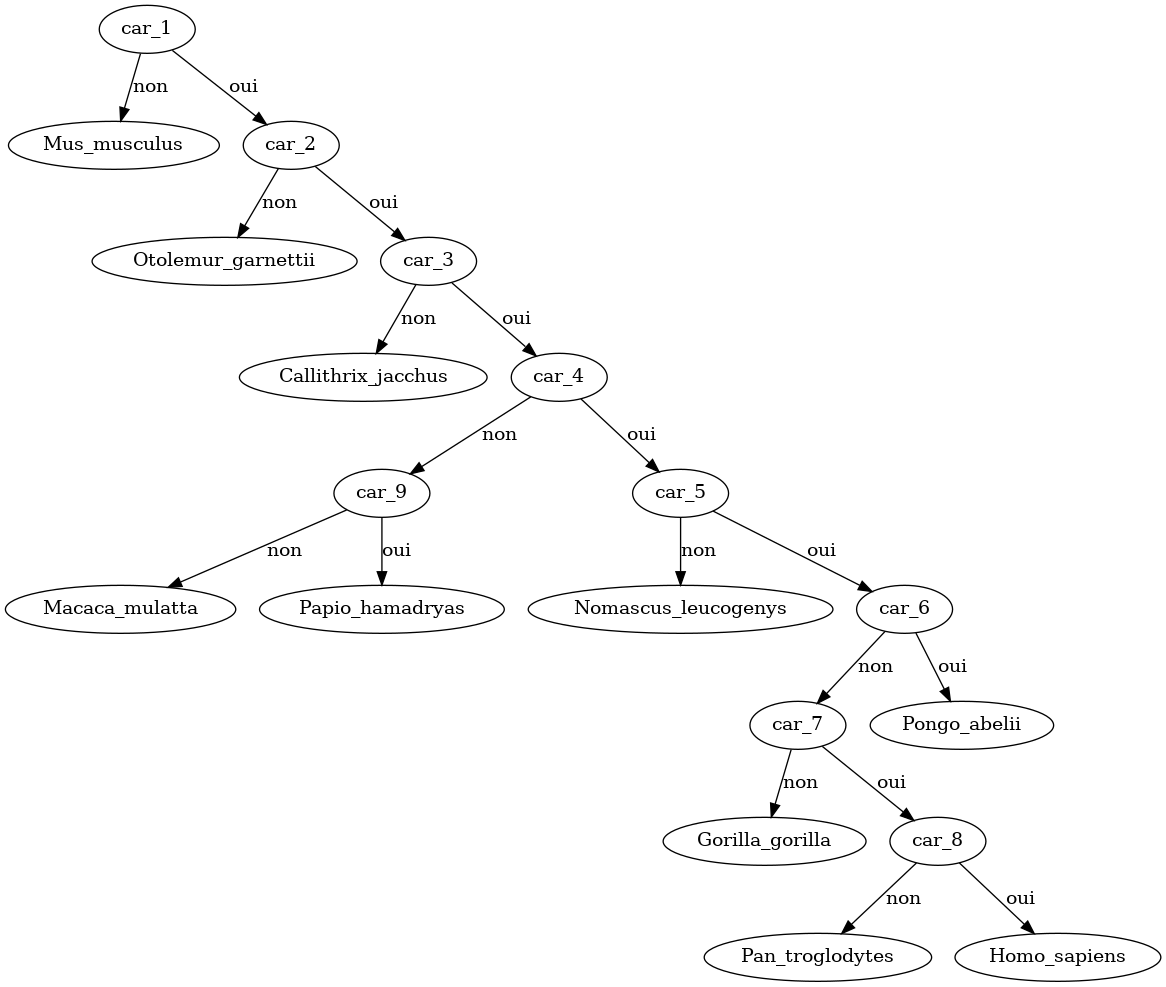 car_1
non
oui
Mus_musculus
car_2
non
oui
Otolemur_garnettii
car_3
non
oui
Callithrix_jacchus
car_4
non
oui
car_9
car_5
non
oui
non
oui
Macaca_mulatta
Papio_hamadryas
Nomascus_leucogenys
car_6
non
oui
car_7
Pongo_abelii
non
oui
Gorilla_gorilla
car_8
non
oui
Pan_troglodytes
Homo_sapiens